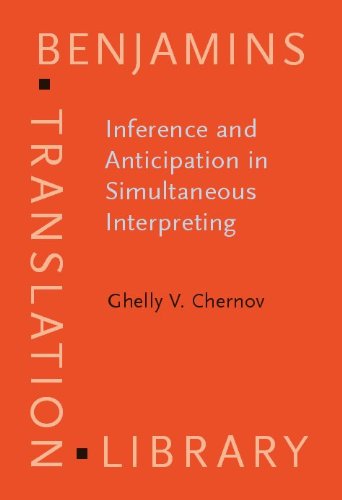 BENJAMINS
TRANSLATION
LIBRARY
Inference and
Anticipation in
Simultaneous
Interpreting
Ghelly V. Chernov